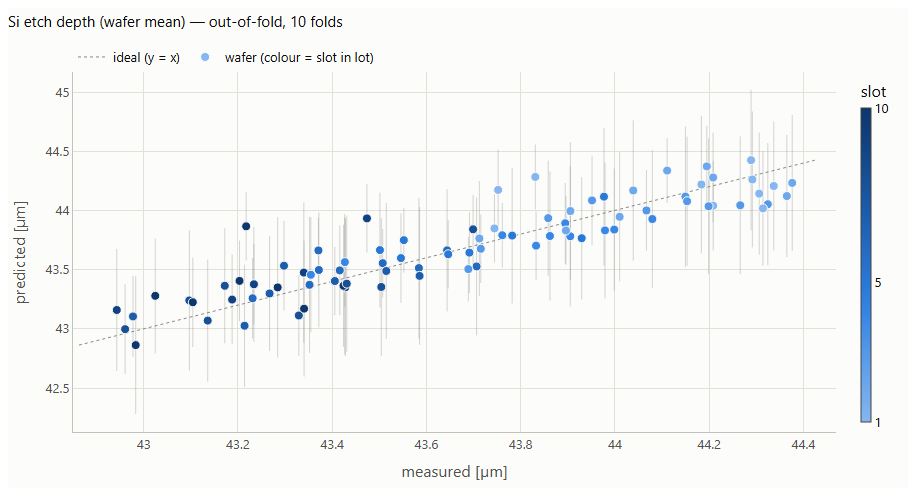 Si etch depth (wafer mean) — out-of-fold, 10 folds
ideal (y = x)
wafer (colour = slot in lot)
slot
10
5
1
45
44.5
44
43.5
43
42.5
predicted [µm]
43
43.2
43.4
43.6
43.8
44
44.2
44.4
measured [µm]